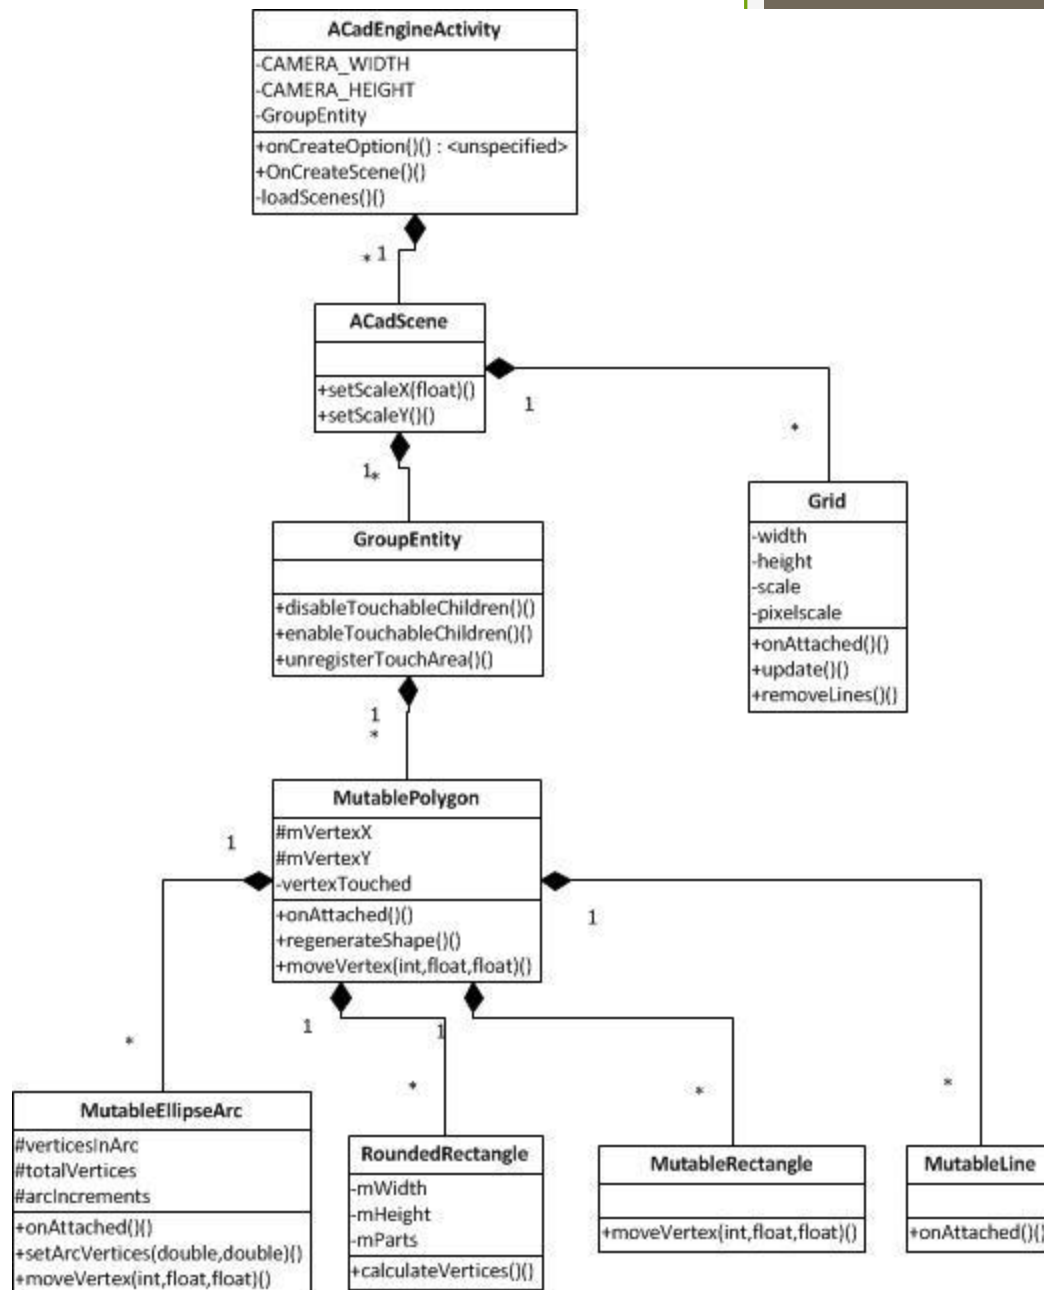 ACadEngineActivity
-CAMERA_WIDTH
-CAMERA_HEIGHT
-GroupEntity
+onCreateOption()() : <unspecified>
+OnCreateScene()()
-loadScenes()()
* 1
ACadScene
+setScaleX(float)()
+setScaleY()()
1
*
1*
Grid
-width
-height
-scale
-pixelscale
+onAttached()()
+update()()
+removeLines()()
GroupEntity
+disableTouchableChildren()()
+enableTouchableChildren()()
+unregisterTouchArea()()
1
*
MutablePolygon
#mVertexX
#mVertexY
-vertexTouched
+onAttached()()
+regenerateShape()()
+moveVertex(int,float,float)()
1
1
1
1
*
*
*
*
MutableEllipseArc
#verticesInArc
#totalVertices
#arcIncrements
+onAttached()()
+setArcVertices(double,double)()
+moveVertex(int,float,float)()
RoundedRectangle
-mWidth
-mHeight
-mParts
+calculateVertices()()
MutableRectangle
+moveVertex(int,float,float)()
MutableLine
+onAttached()()